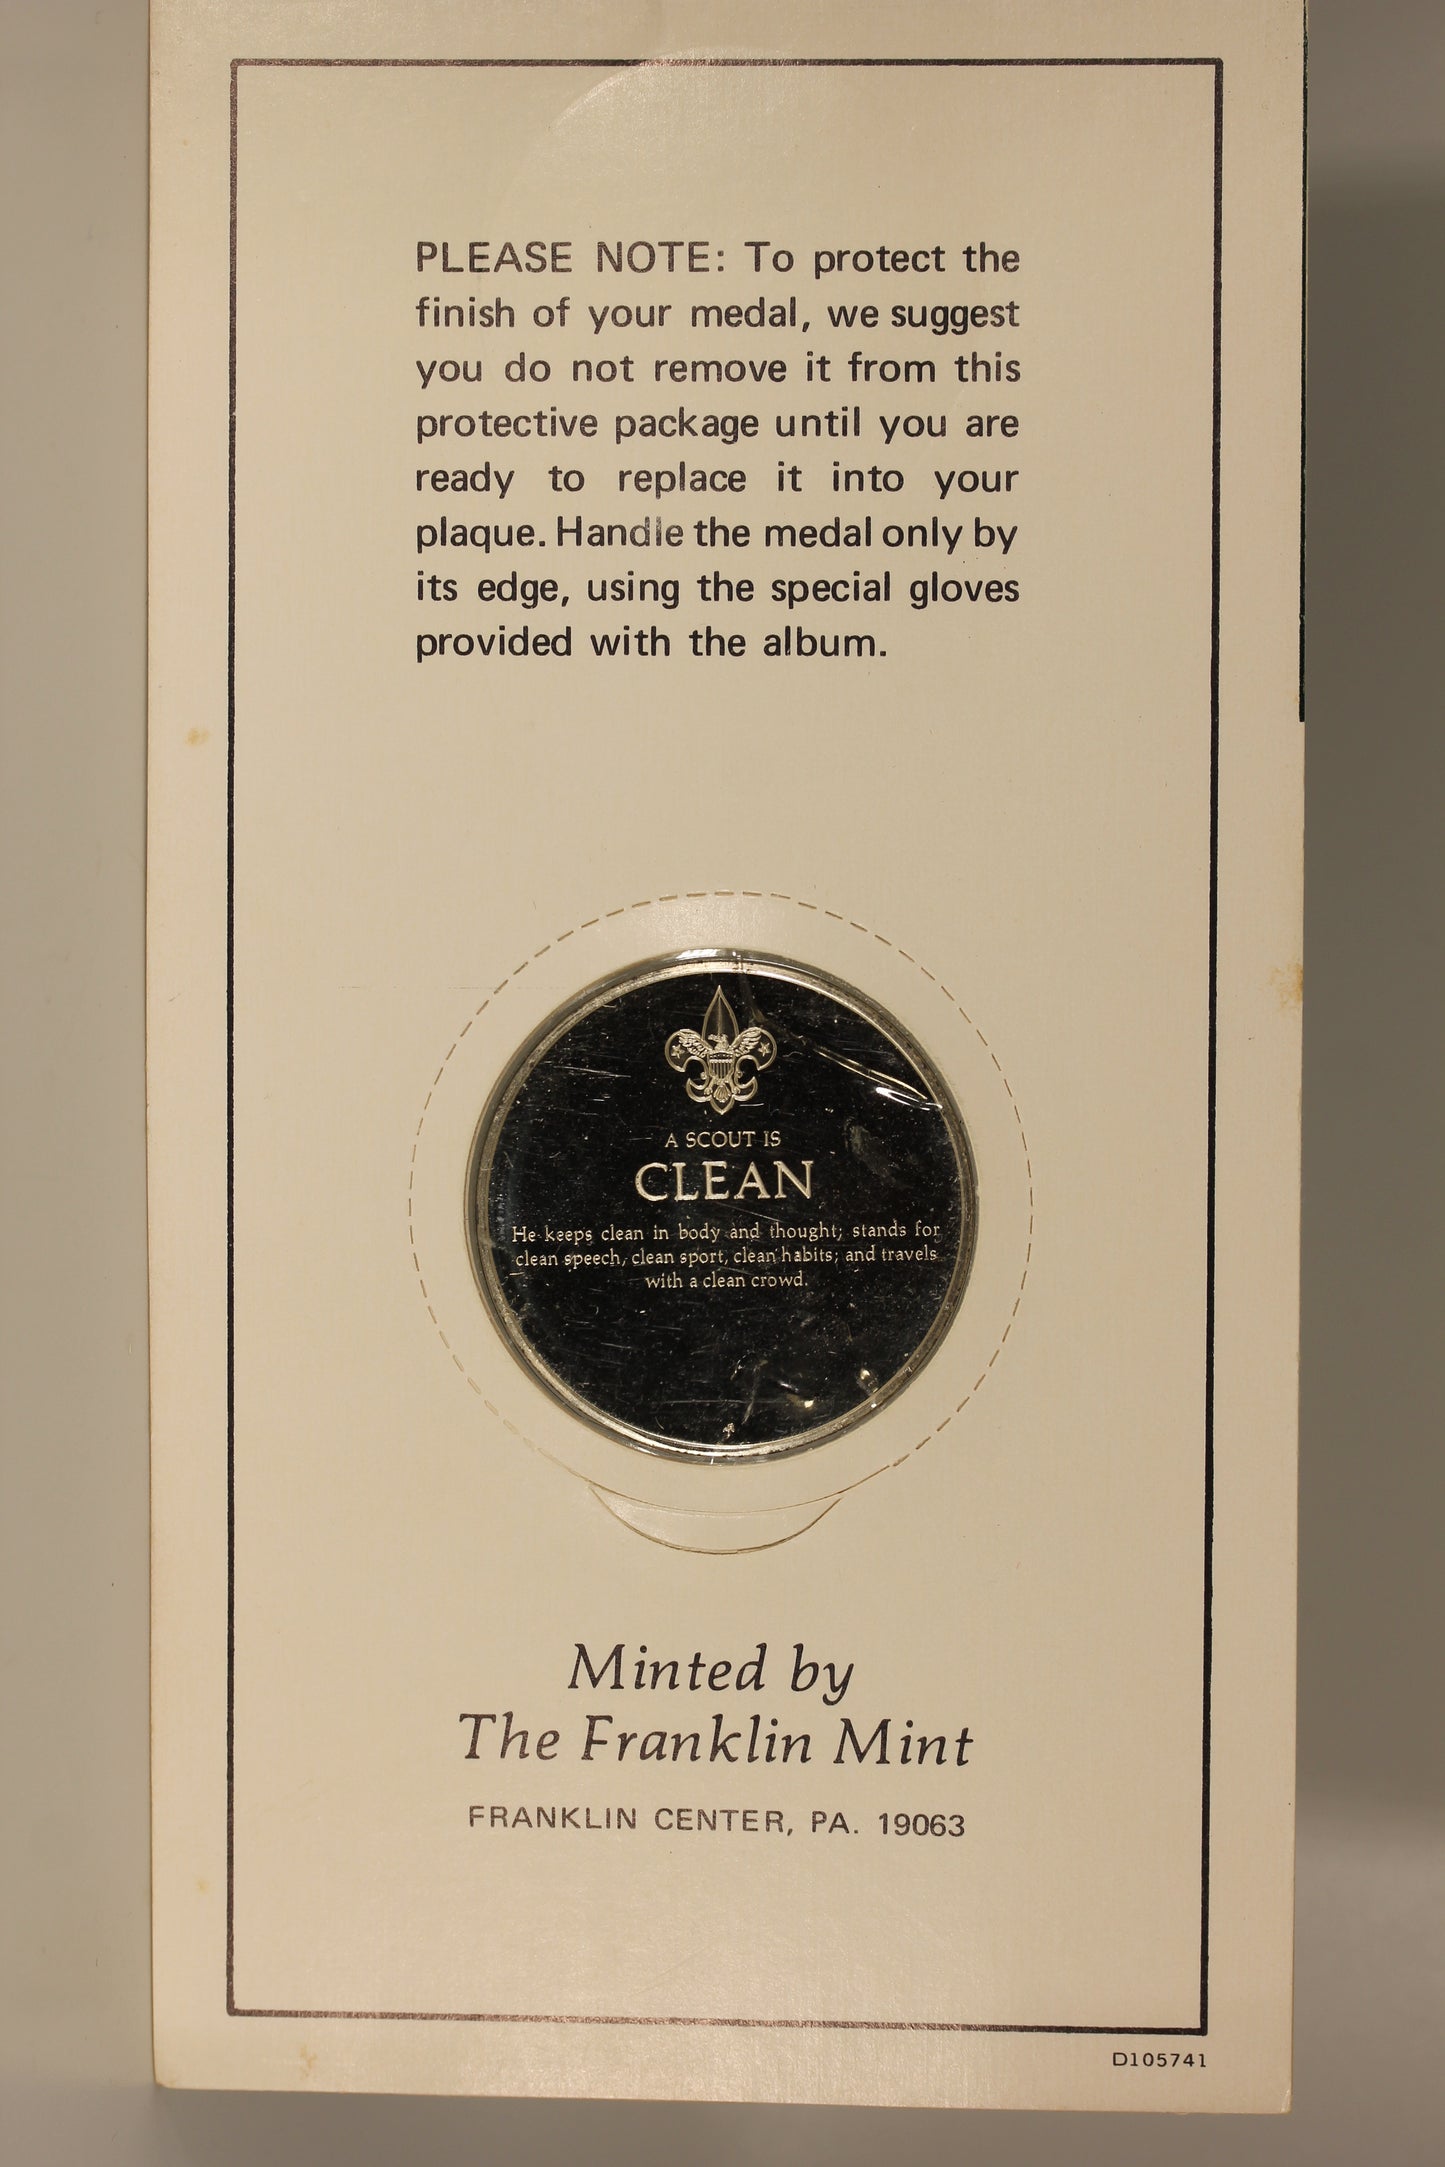 PLEASE NOTE: To protect the
finish of your medal, we suggest
you do not remove it from this
protective package until you are
ready to replace it into your
plaque. Handle the medal only by
its edge, using the special gloves
provided with the album.
A SCOUT IS
CLEAN
He keeps clean in body and thought; stands for
clean speech, clean sport, clean habits; and travels
with a clean crowd.
Minted by
The Franklin Mint
FRANKLIN CENTER, PA. 19063
D105741